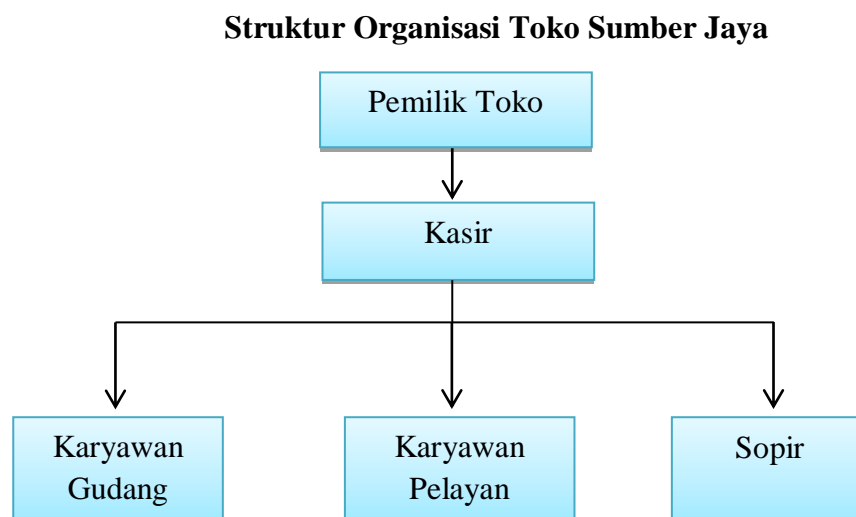 Struktur Organisasi Toko Sumber Jaya
Pemilik Toko
Kasir
Karyawan
Gudang
Karyawan
Pelayan
Sopir